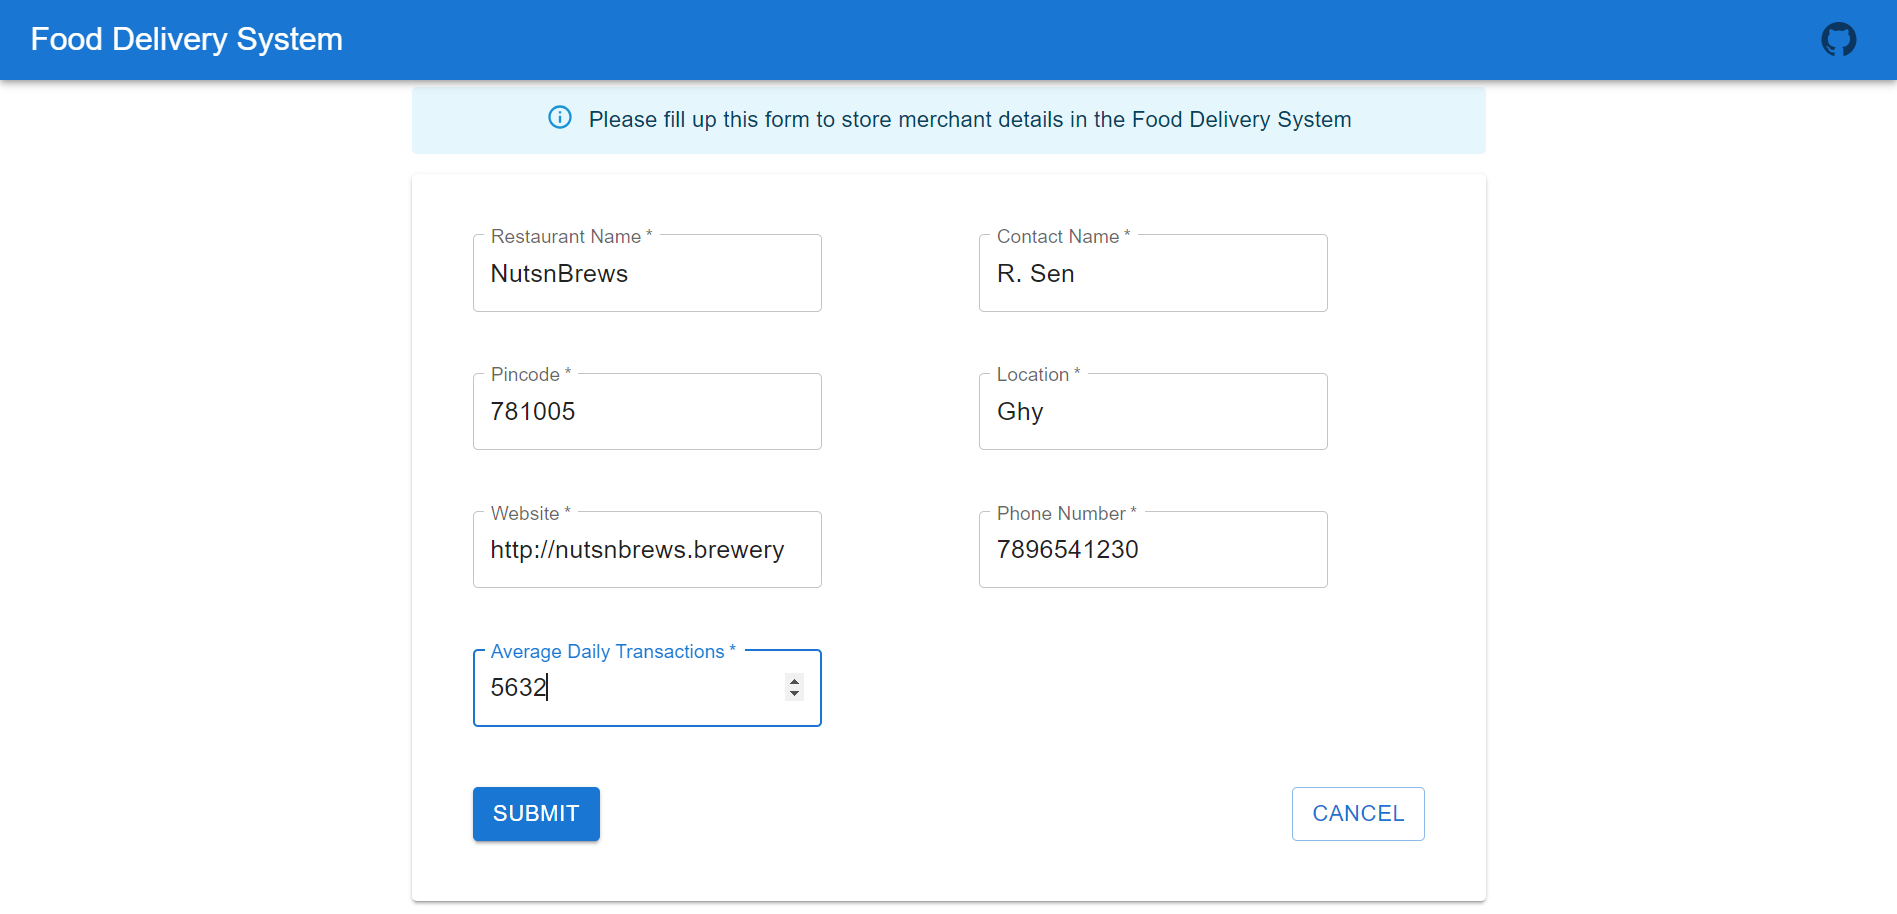 Food Delivery System
Please fill up this form to store merchant details in the Food Delivery System
Restaurant Name *
NutsnBrews
Contact Name *
R. Sen
Pincode *
781005
Location *
Ghy
Website *
http://nutsnbrews.brewery
Phone Number *
7896541230
Average Daily Transactions *
5632
SUBMIT
CANCEL